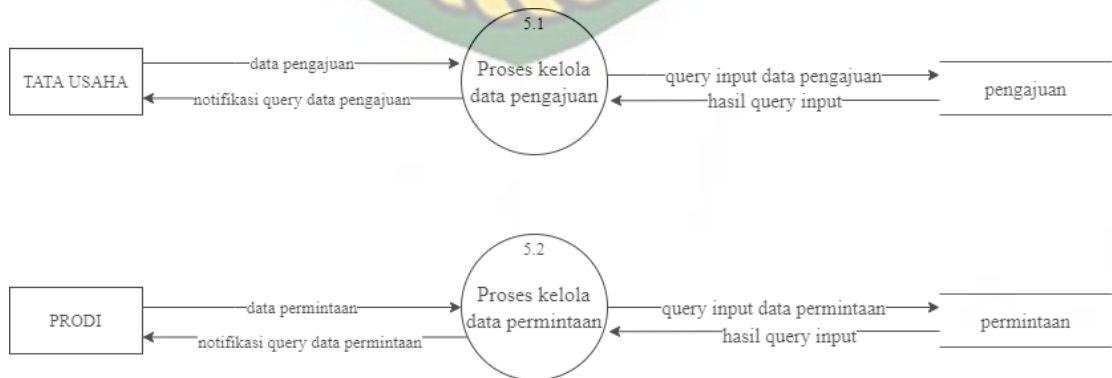 5.1
TATA USAHA
data pengajuan
notifikasi query data pengajuan
Proses kelola
data pengajuan
query input data pengajuan
hasil query input
pengajuan
5.2
PRODI
data permintaan
notifikasi query data permintaan
Proses kelola
data permintaan
query input data permintaan
hasil query input
permintaan